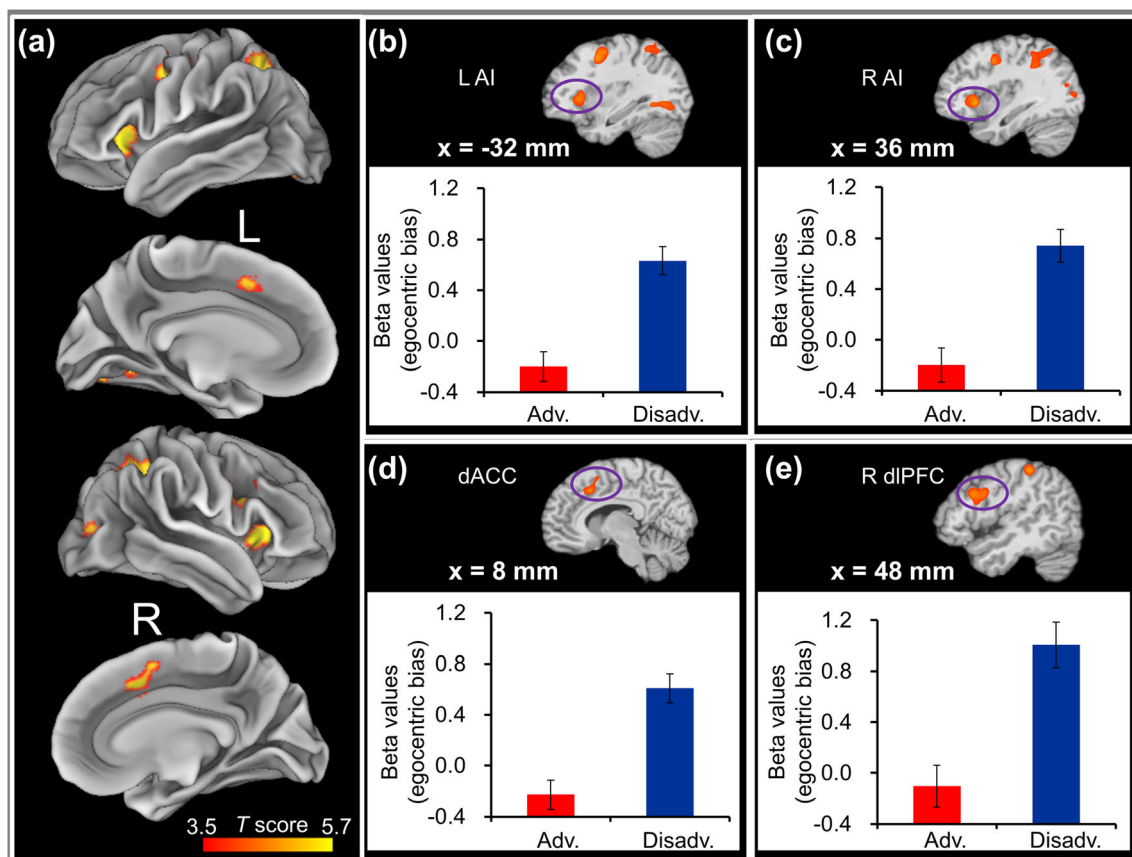 (a)
L
R
3.5 T score 5.7
(b)
L AI
x = -32 mm
Beta values
(egocentric bias)
1.2
0.8
0.4
0.0
-0.4
Adv. Disadv.
(c)
R AI
x = 36 mm
Beta values
(egocentric bias)
1.2
0.8
0.4
0.0
-0.4
Adv. Disadv.
(d)
dACC
x = 8 mm
Beta values
(egocentric bias)
1.2
0.8
0.4
0.0
-0.4
Adv. Disadv.
(e)
R dlPFC
x = 48 mm
Beta values
(egocentric bias)
1.2
0.8
0.4
0.0
-0.4
Adv. Disadv.